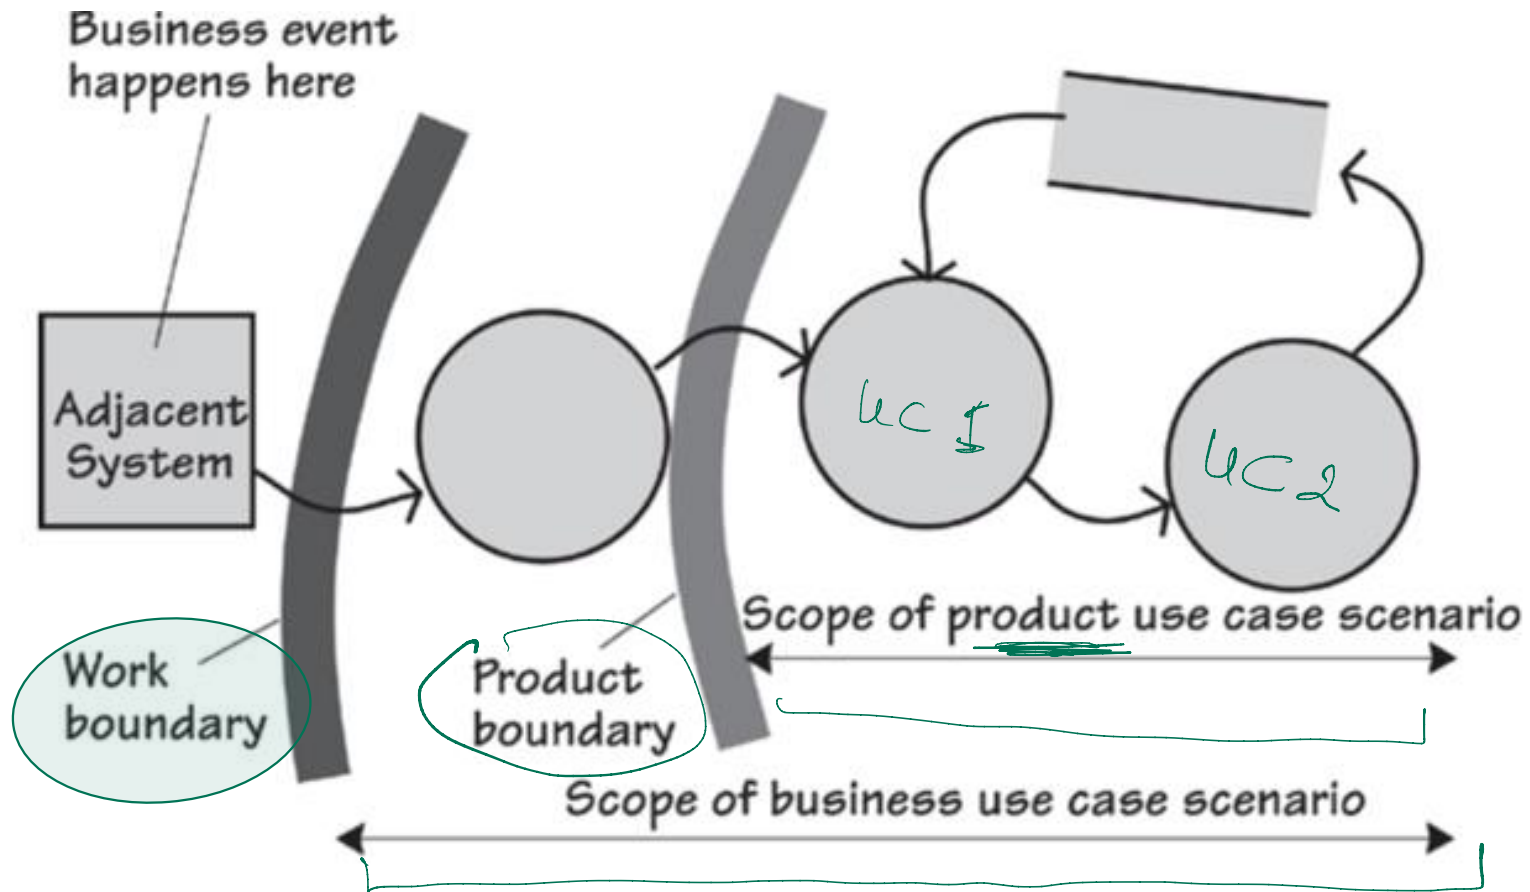 Business event
happens here
Adjacent
System
UC 1
UC2
Scope of product use case scenario
Work
boundary
Product
boundary
Scope of business use case scenario